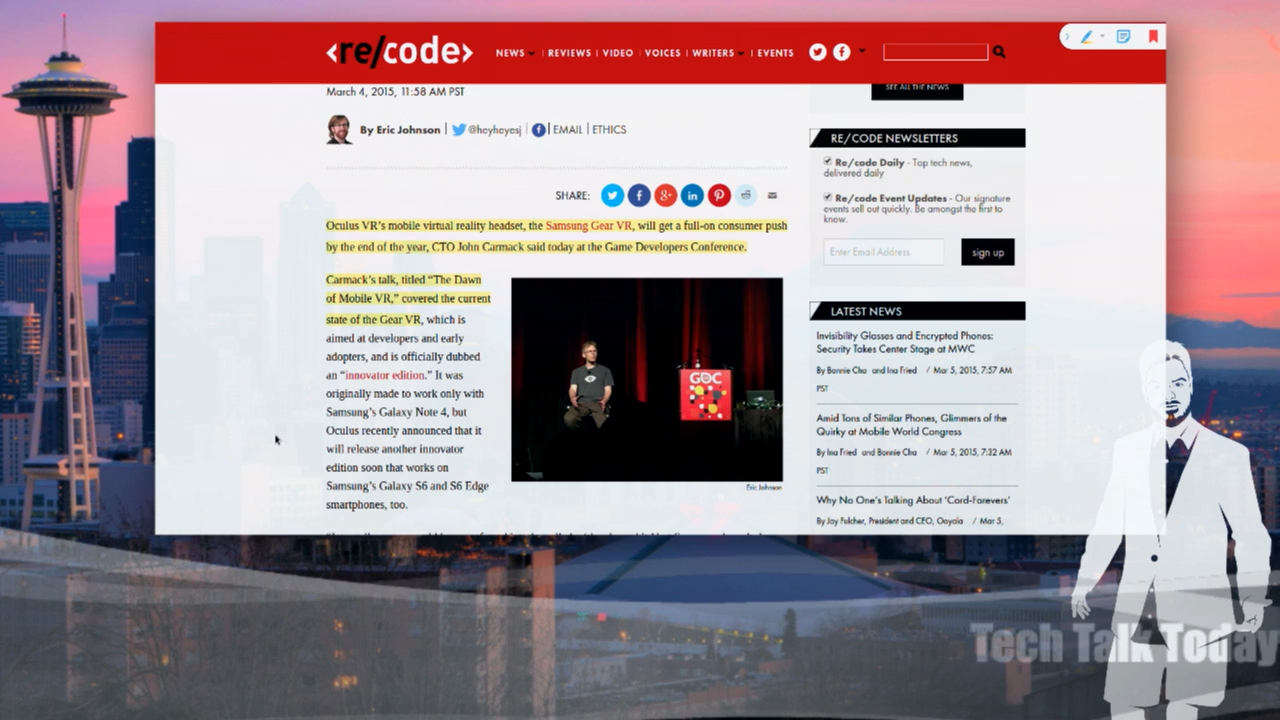 <re/code>
NEWS REVIEWS VIDEO VOICES WRITERS EVENTS
March 4, 2015, 11:58 AM PST
By Eric Johnson @heyheyesj EMAIL ETHICS
SHARE:
Oculus VR's mobile virtual reality headset, the Samsung Gear VR, will get a full-on consumer push
by the end of the year, CTO John Carmack said today at the Game Developers Conference.
Carmack's talk, titled "The Dawn
of Mobile VR," covered the current
state of the Gear VR, which is
aimed at developers and early
adopters, and is officially dubbed
an "innovator edition." It was
originally made to work only with
Samsung's Galaxy Note 4, but
Oculus recently announced that it
will release another innovator
edition soon that works on
Samsung's Galaxy S6 and S6 Edge
smartphones, too.
GDC
Eric Johnson
SEE ALL THE NEWS
RE/CODE NEWSLETTERS
Re/code Daily - Top tech news,
delivered daily
Re/code Event Updates - Our signature
events sell out quickly. Be amongst the first to
know.
Enter Email Address sign up
LATEST NEWS
Invisibility Glasses and Encrypted Phones:
Security Takes Center Stage at MWC
By Bonnie Cha and Ina Fried / Mar 5, 2015, 7:57 AM
PST
Amid Tons of Similar Phones, Glimmers of the
Quirky at Mobile World Congress
By Ina Fried and Bonnie Cha / Mar 5, 2015, 7:32 AM
PST
Why No One's Talking About 'Cord-Forevers'
By Jay Fulcher, President and CEO, Ooyala / Mar 5,
Tech Talk Today